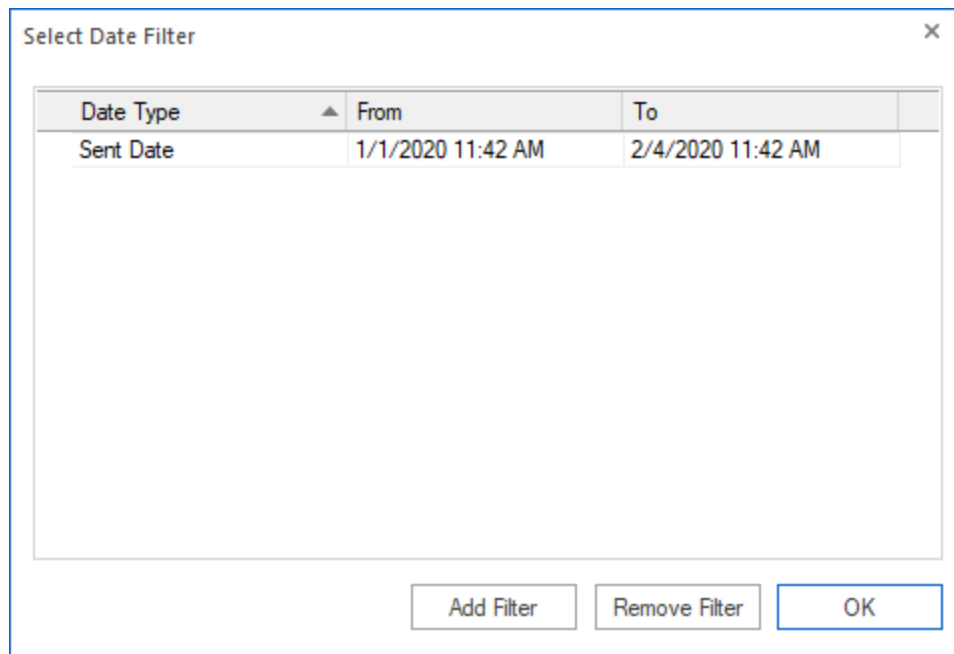 Select Date Filter
Date Type From To
Sent Date 1/1/2020 11:42 AM 2/4/2020 11:42 AM
Add Filter Remove Filter OK